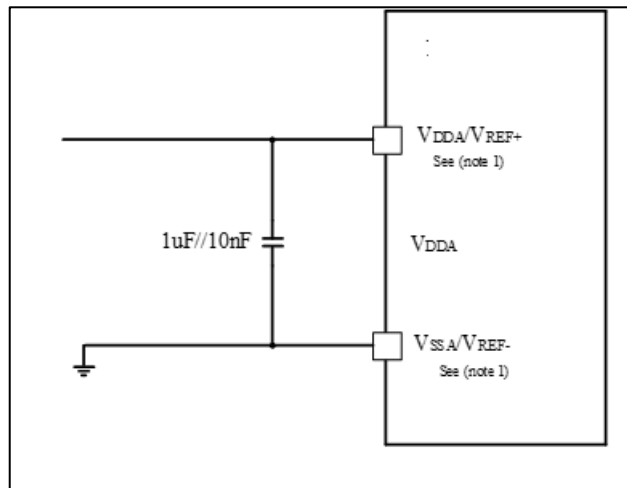 VDDA/VREF+
See (note 1)
1uF//10nF
VDDA
VSSA/VREF-
See (note 1)